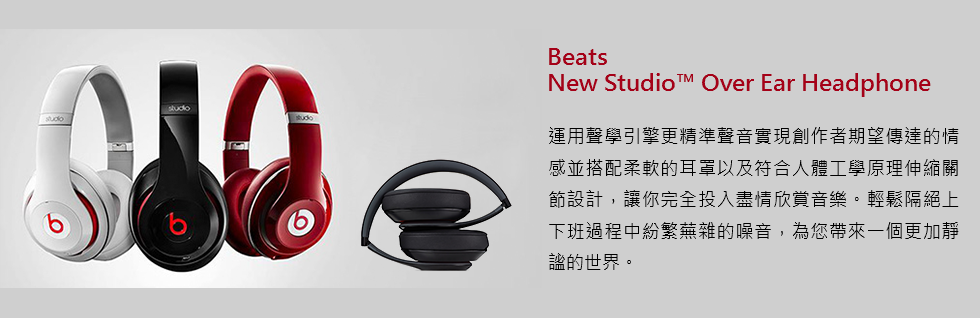 Beats
New Studio™ Over Ear Headphone
運用聲學引擎更精準聲音實現創作者期望傳達的情
感並搭配柔軟的耳罩以及符合人體工學原理伸縮關
節設計，讓你完全投入盡情欣賞音樂。輕鬆隔絕上
下班過程中紛繁蕪雜的噪音，為您帶來一個更加靜
謐的世界。
studio
studio
studio
b
b
b